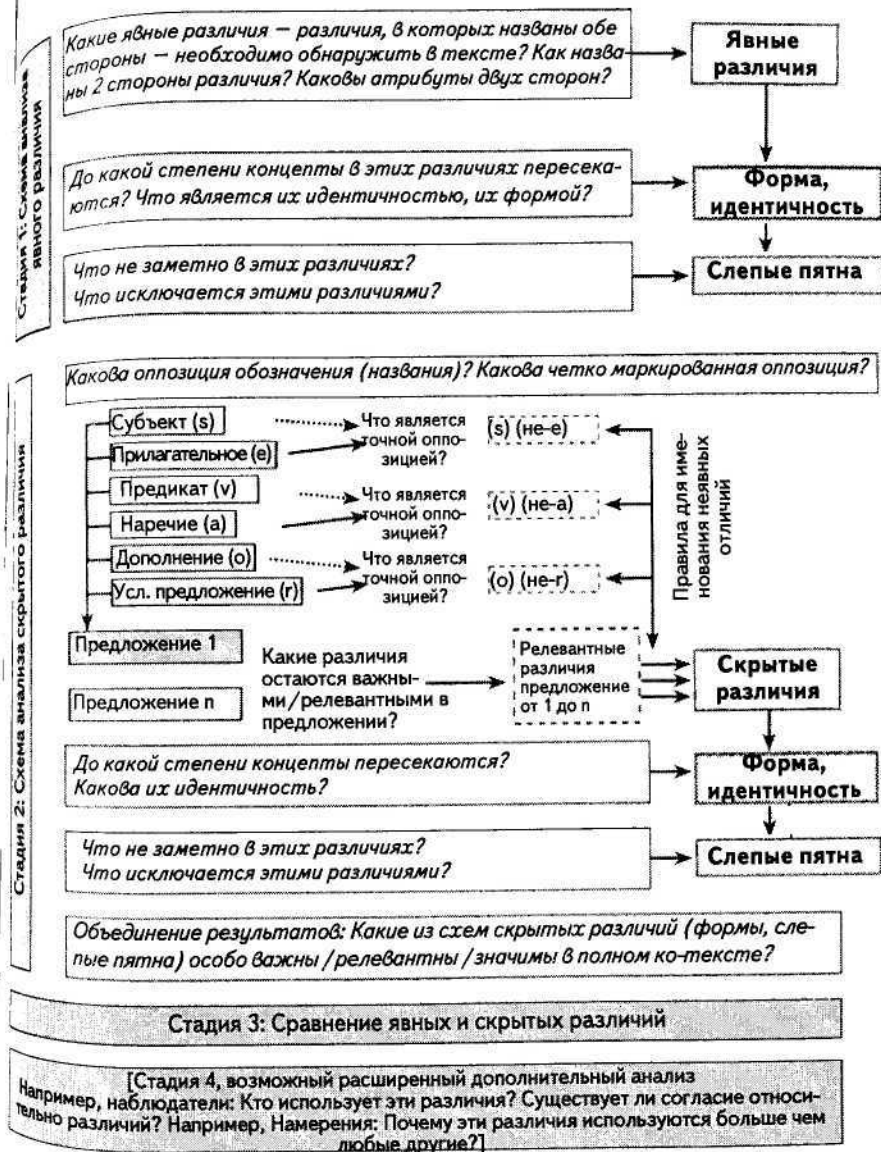 Стадия 1: Схема анализа
явного различия
Какие явные различия — различия, в которых названы обе
стороны — необходимо обнаружить в тексте? Как назва-
ны 2 стороны различия? Каковы атрибуты двух сторон?
Явные
различия
До какой степени концепты в этих различиях пересека-
ются? Что является их идентичностью, их формой?
Форма,
идентичность
Что не заметно в этих различиях?
Что исключается этими различиями?
Слепые пятна
Стадия 2: Схема анализа скрытого различия
Какова оппозиция обозначения (названия)? Какова четко маркированная оппозиция?
Субъект (s)
Прилагательное (e)
Что является
точной оппо-
зицией?
(s) (не-e)
Предикат (v)
Наречие (a)
Что является
точной оппо-
зицией?
(v) (не-a)
Дополнение (o)
Усл. предложение (r)
Что является
точной оппо-
зицией?
(o) (не-r)
Правила для име-
нования неявных
отличий
Предложение 1
Предложение n
Какие различия
остаются важны-
ми/релевантными в
предложении?
Релевантные
различия
предложение
от 1 до n
Скрытые
различия
До какой степени концепты пересекаются?
Какова их идентичность?
Форма,
идентичность
Что не заметно в этих различиях?
Что исключается этими различиями?
Слепые пятна
Объединение результатов: Какие из схем скрытых различий (формы, сле-
пые пятна) особо важны/релевантны/значимы в полном ко-тексте?
Стадия 3: Сравнение явных и скрытых различий
[Стадия 4, возможный расширенный дополнительный анализ
Например, наблюдатели: Кто использует эти различия? Существует ли согласие относи-
тельно различий? Например, Намерения: Почему эти различия используются больше чем
любые другие?]